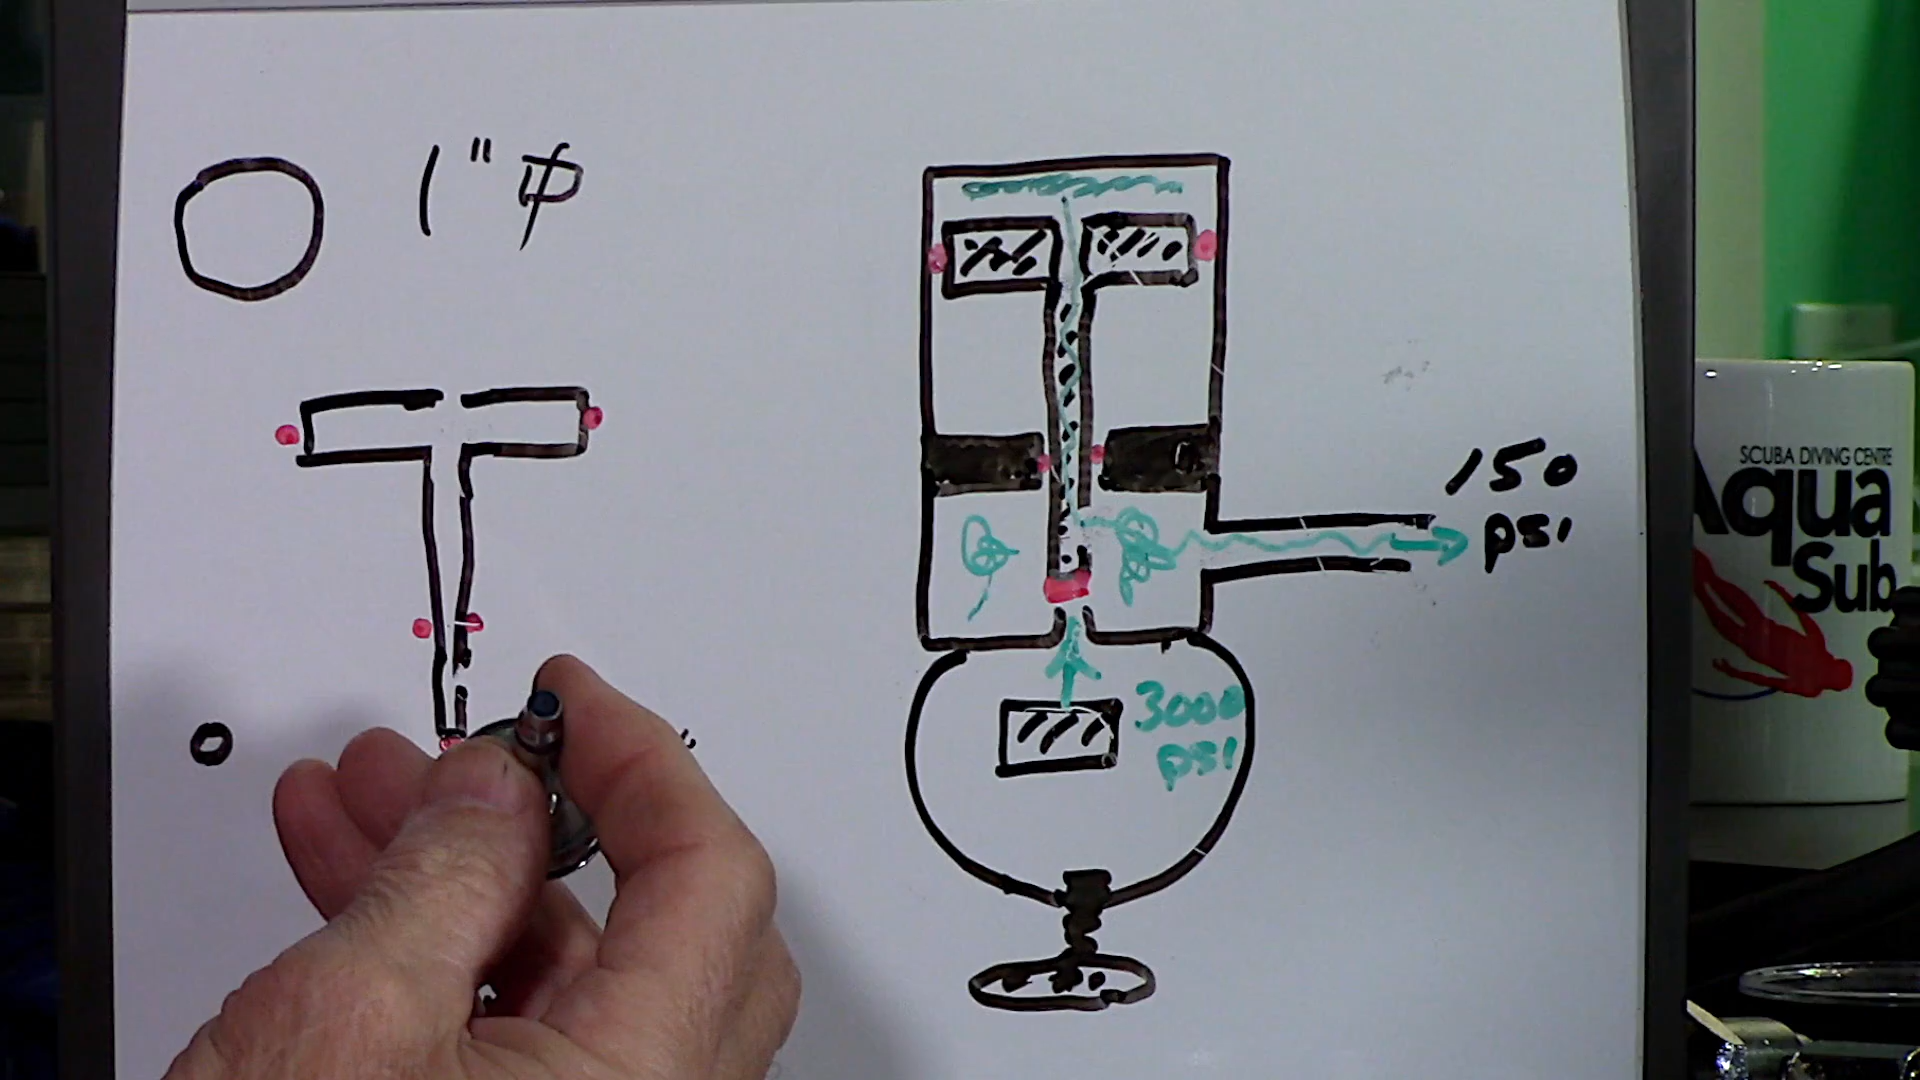 1" ф
150
psi
3000
psi
"
SCUBA DIVING CENTRE
Aqua
Sub